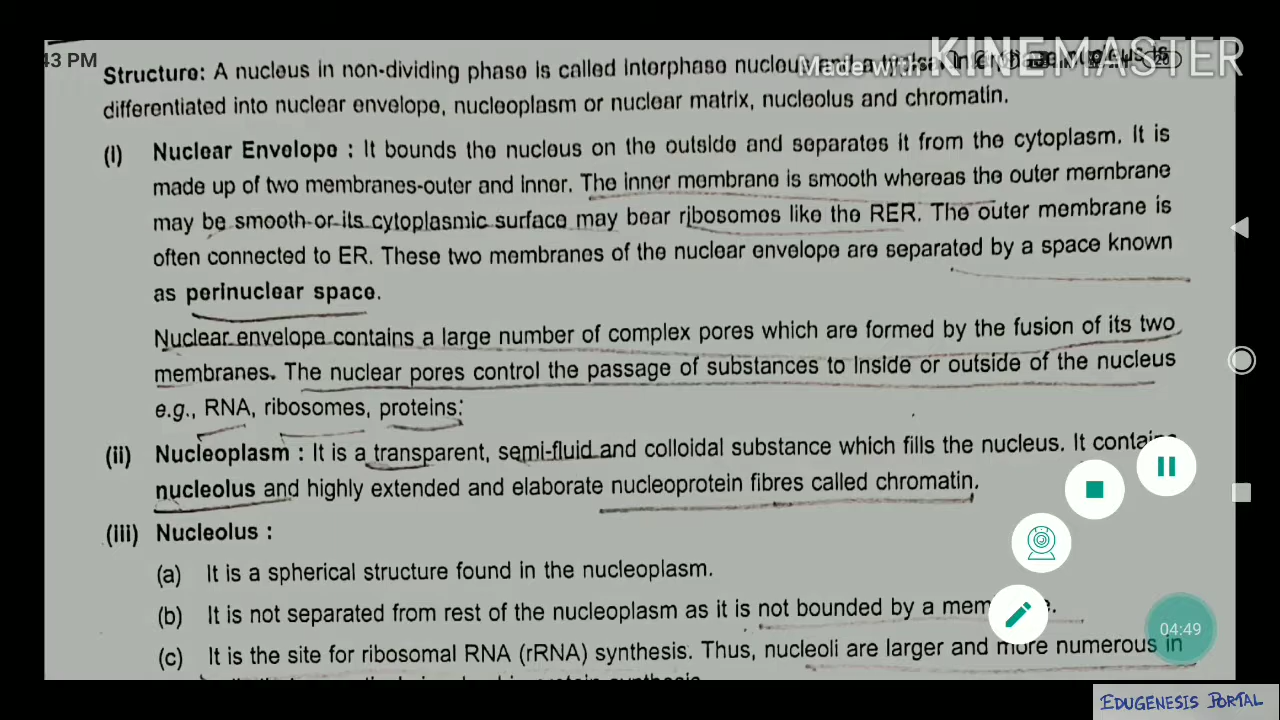 43 PM
Made with KINEMASTER
Structure: A nucleus in non-dividing phase is called interphase nucleus and a
differentiated into nuclear envelope, nucleoplasm or nuclear matrix, nucleolus and chromatin.
(i) Nuclear Envelope : It bounds the nucleus on the outside and separates it from the cytoplasm. It is
made up of two membranes-outer and inner. The inner membrane is smooth whereas the outer membrane
may be smooth or its cytoplasmic surface may bear ribosomes like the RER. The outer membrane is
often connected to ER. These two membranes of the nuclear envelope are separated by a space known
as perinuclear space.
Nuclear envelope contains a large number of complex pores which are formed by the fusion of its two
membranes. The nuclear pores control the passage of substances to inside or outside of the nucleus
e.g., RNA, ribosomes, proteins.
(ii) Nucleoplasm : It is a transparent, semi-fluid and colloidal substance which fills the nucleus. It contains
nucleolus and highly extended and elaborate nucleoprotein fibres called chromatin.
(iii) Nucleolus :
(a) It is a spherical structure found in the nucleoplasm.
(b) It is not separated from rest of the nucleoplasm as it is not bounded by a
(c) It is the site for ribosomal RNA (rRNA) synthesis. Thus, nucleoli are larger and more numerous in
04:49
EDUGENESIS PORTAL